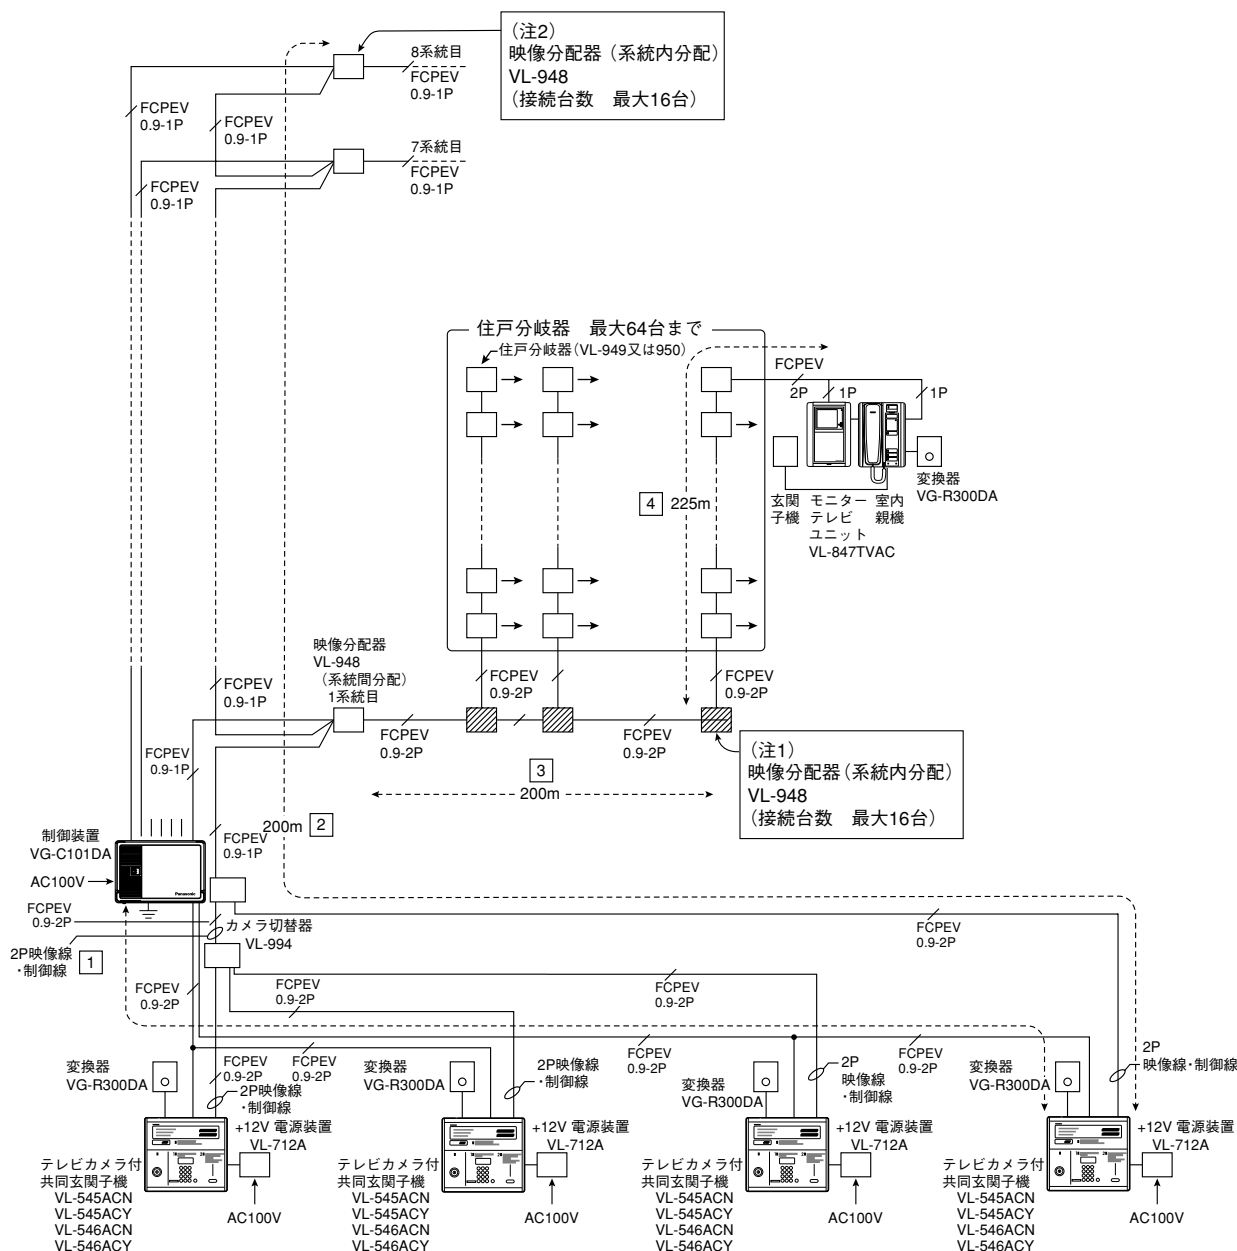 (注2)
映像分配器(系統内分配)
VL-948
(接続台数　最大16台)
8系統目
FCPEV
0.9-1P
FCPEV
0.9-1P
FCPEV
0.9-1P
7系統目
FCPEV
0.9-1P
FCPEV
0.9-1P
住戸分岐器　最大64台まで
住戸分岐器(VL-949又は950)
FCPEV
2P
1P
1P
4 225m
玄関
子機
モニター
テレビ
ユニット
VL-847TVAC
室内
親機
変換器
VG-R300DA
映像分配器
VL-948
(系統間分配)
1系統目
FCPEV
0.9-1P
FCPEV
0.9-2P
FCPEV
0.9-2P
FCPEV
0.9-2P
FCPEV
0.9-2P
FCPEV
0.9-1P
3
200m
(注1)
映像分配器(系統内分配)
VL-948
(接続台数　最大16台)
200m 2
FCPEV
0.9-1P
制御装置
VG-C101DA
AC100V
Panasonic
FCPEV
0.9-2P
カメラ切替器
VL-994
2P映像線
・制御線
1
FCPEV
0.9-2P
FCPEV
0.9-2P
FCPEV
0.9-2P
FCPEV
0.9-2P
FCPEV
0.9-2P
FCPEV
0.9-2P
FCPEV
0.9-2P
FCPEV
0.9-2P
変換器
VG-R300DA
2P映像線
・制御線
+12V 電源装置
VL-712A
テレビカメラ付
共同玄関子機
VL-545ACN
VL-545ACY
VL-546ACN
VL-546ACY
AC100V
変換器
VG-R300DA
2P映像線
・制御線
+12V 電源装置
VL-712A
テレビカメラ付
共同玄関子機
VL-545ACN
VL-545ACY
VL-546ACN
VL-546ACY
AC100V
変換器
VG-R300DA
2P
映像線
・制御線
+12V 電源装置
VL-712A
テレビカメラ付
共同玄関子機
VL-545ACN
VL-545ACY
VL-546ACN
VL-546ACY
AC100V
変換器
VG-R300DA
2P
映像線・制御線
+12V 電源装置
VL-712A
テレビカメラ付
共同玄関子機
VL-545ACN
VL-545ACY
VL-546ACN
VL-546ACY
AC100V